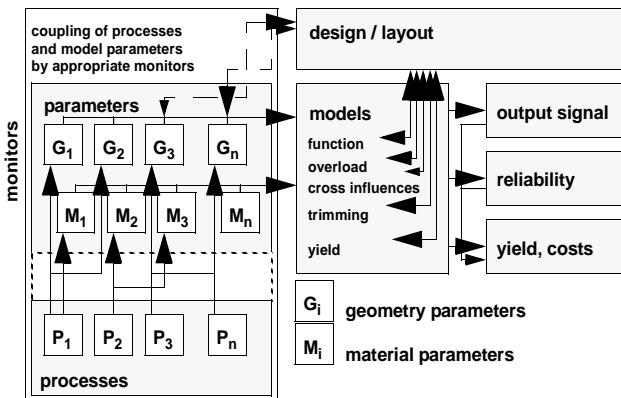 coupling of processes
and model parameters
by appropriate monitors
monitors
parameters
G1 G2 G3 Gn
M1 M2 M3 Mn
P1 P2 P3 Pn
processes
design / layout
models
function
overload
cross influences
trimming
yield
output signal
reliability
yield, costs
Gi geometry parameters
Mi material parameters